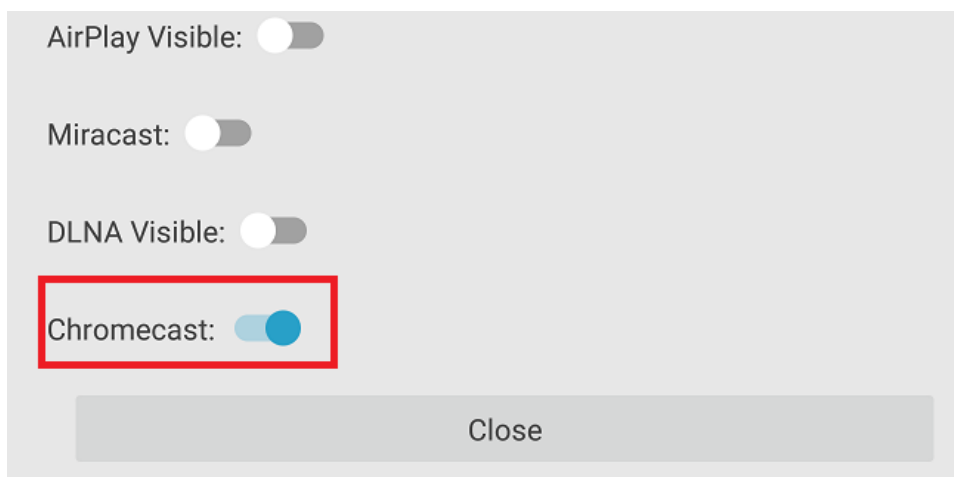 AirPlay Visible:
Miracast:
DLNA Visible:
Chromecast:
Close